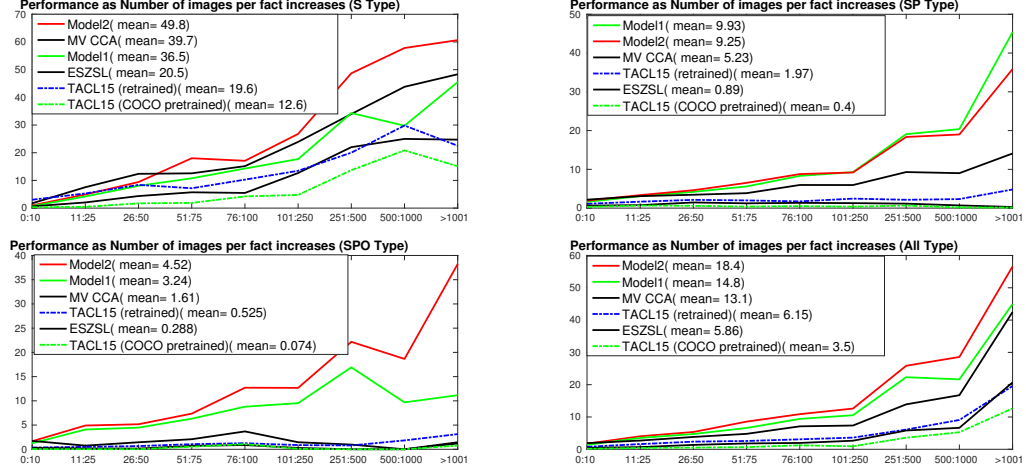 Performance as Number of images per fact increases (S Type)
70
60
50
40
30
20
10
0
Model2( mean= 49.8)
MV CCA( mean= 39.7)
Model1( mean= 36.5)
ESZSL( mean= 20.5)
TACL15 (retrained)( mean= 19.6)
TACL15 (COCO pretrained)( mean= 12.6)
0:10 11:25 26:50 51:75 76:100 101:250 251:500 500:1000 >1001
Performance as Number of images per fact increases (SP Type)
50
40
30
20
10
0
Model1( mean= 9.93)
Model2( mean= 9.25)
MV CCA( mean= 5.23)
TACL15 (retrained)( mean= 1.97)
ESZSL( mean= 0.89)
TACL15 (COCO pretrained)( mean= 0.4)
0:10 11:25 26:50 51:75 76:100 101:250 251:500 500:1000 >1001
Performance as Number of images per fact increases (SPO Type)
40
35
30
25
20
15
10
5
0
Model2( mean= 4.52)
Model1( mean= 3.24)
MV CCA( mean= 1.61)
TACL15 (retrained)( mean= 0.525)
ESZSL( mean= 0.288)
TACL15 (COCO pretrained)( mean= 0.074)
0:10 11:25 26:50 51:75 76:100 101:250 251:500 500:1000 >1001
Performance as Number of images per fact increases (All Type)
60
50
40
30
20
10
0
Model2( mean= 18.4)
Model1( mean= 14.8)
MV CCA( mean= 13.1)
TACL15 (retrained)( mean= 6.15)
ESZSL( mean= 5.86)
TACL15 (COCO pretrained)( mean= 3.5)
0:10 11:25 26:50 51:75 76:100 101:250 251:500 500:1000 >1001